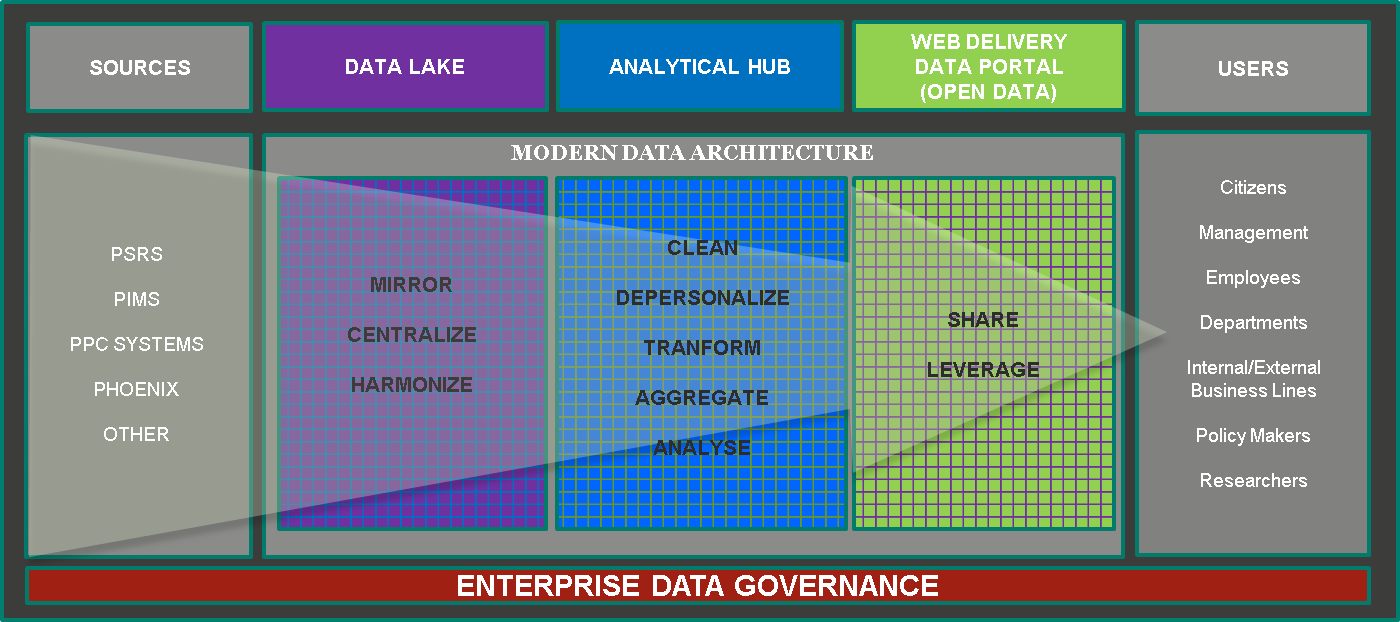 SOURCES
DATA LAKE
ANALYTICAL HUB
WEB DELIVERY
DATA PORTAL
(OPEN DATA)
USERS
MODERN DATA ARCHITECTURE
PSRS
PIMS
PPC SYSTEMS
PHOENIX
OTHER
MIRROR
CENTRALIZE
HARMONIZE
CLEAN
DEPERSONALIZE
TRANFORM
AGGREGATE
ANALYSE
SHARE
LEVERAGE
Citizens
Management
Employees
Departments
Internal/External
Business Lines
Policy Makers
Researchers
ENTERPRISE DATA GOVERNANCE